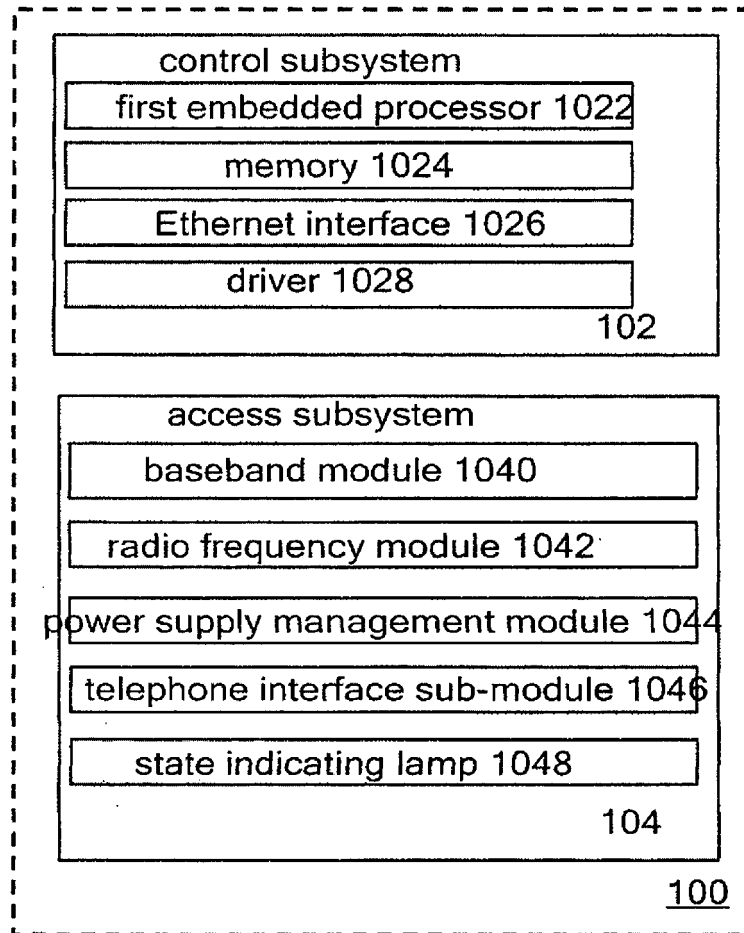 control subsystem
first embedded processor 1022
memory 1024
Ethernet interface 1026
driver 1028
102
access subsystem
baseband module 1040
radio frequency module 1042
power supply management module 1044
telephone interface sub-module 1046
state indicating lamp 1048
104
100